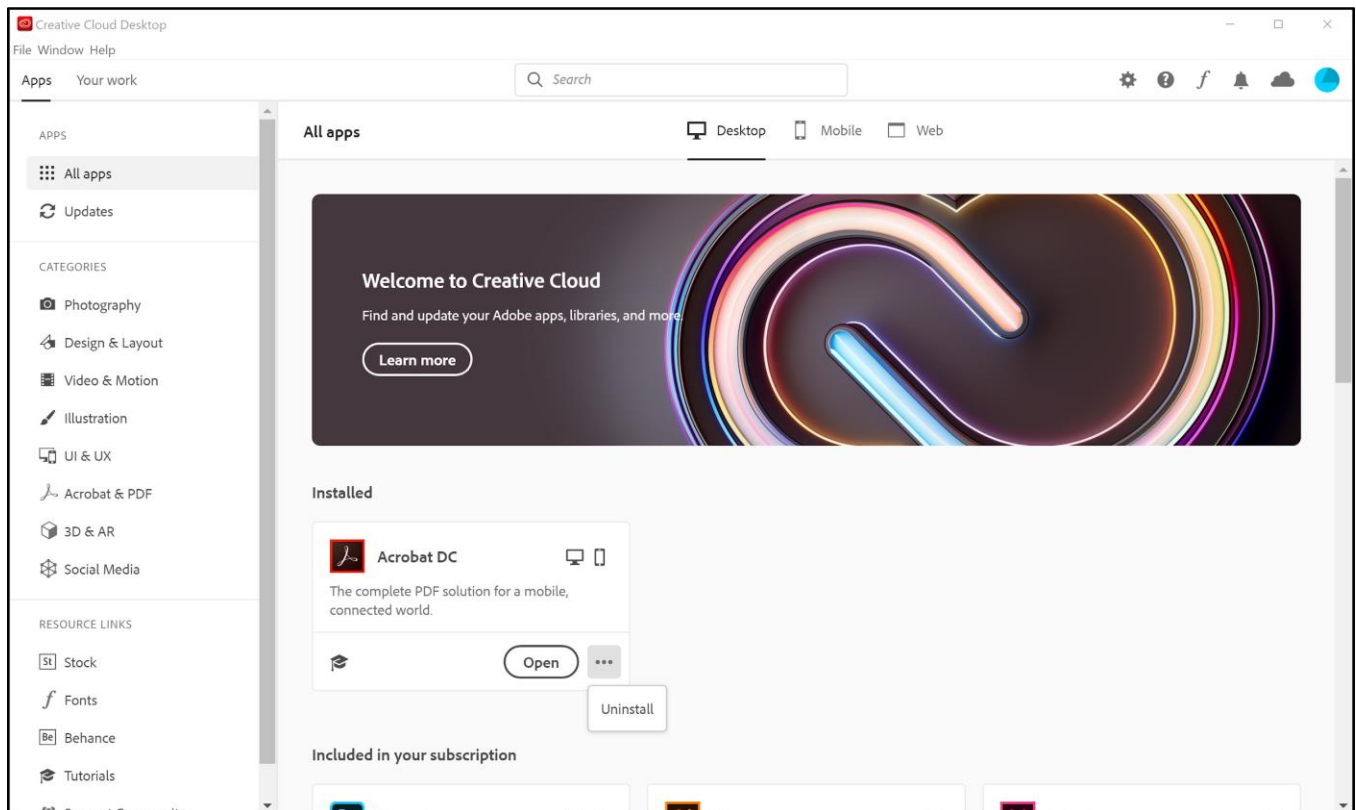 Creative Cloud Desktop
File Window Help
Apps Your work Search
APPS
All apps
Updates
CATEGORIES
Photography
Design & Layout
Video & Motion
Illustration
UI & UX
Acrobat & PDF
3D & AR
Social Media
RESOURCE LINKS
St Stock
Fonts
Be Behance
Tutorials
All apps Desktop Mobile Web
Welcome to Creative Cloud
Find and update your Adobe apps, libraries, and more.
Learn more
Installed
Acrobat DC
The complete PDF solution for a mobile,
connected world.
Open
Uninstall
Included in your subscription